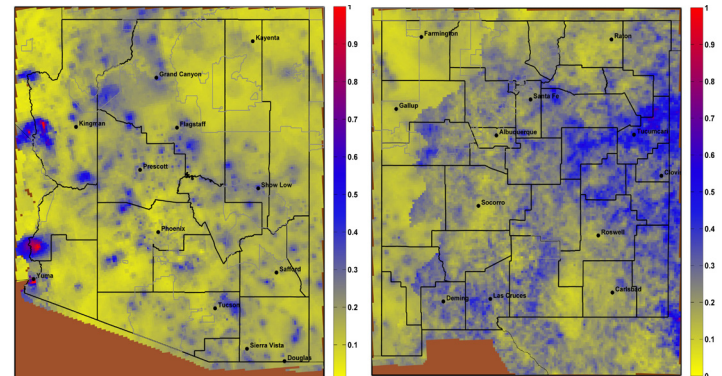 Kayenta
Grand Canyon
Kingman
Flagstaff
Prescott
Show Low
Phoenix
Safford
Yuma
Tucson
Sierra Vista
Douglas
1
0.9
0.8
0.7
0.6
0.5
0.4
0.3
0.2
0.1
Farmington
Raton
Gallup
Santa Fe
Albuquerque
Tucumcari
Clovis
Socorro
Roswell
Deming
Las Cruces
Carlsbad
1
0.9
0.8
0.7
0.6
0.5
0.4
0.3
0.2
0.1
0